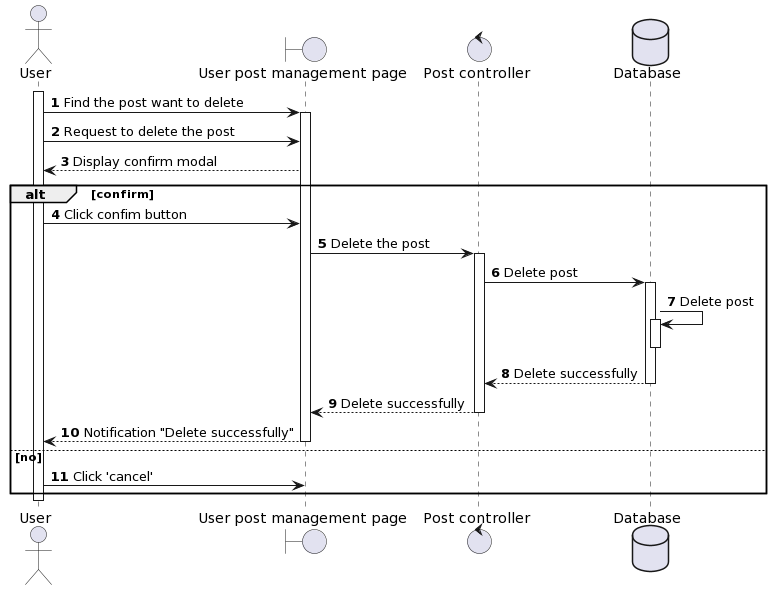 User
User post management page
Post controller
Database
1 Find the post want to delete
2 Request to delete the post
3 Display confirm modal
alt [confirm]
4 Click confim button
5 Delete the post
6 Delete post
7 Delete post
8 Delete successfully
9 Delete successfully
10 Notification "Delete successfully"
[no]
11 Click 'cancel'
User
User post management page
Post controller
Database